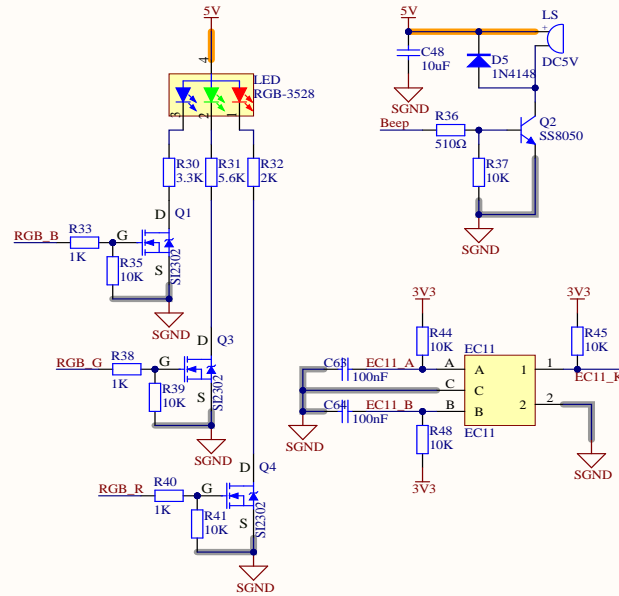 5V
4
LED
RGB-3528
3
2
1
R30
3.3K
R31
5.6K
R32
2K
D
Q1
RGB_B
R33
G
1K
R35
10K
S
SI2302
SGND
D
Q3
RGB_G
R38
G
1K
R39
10K
S
SI2302
SGND
D
Q4
RGB_R
R40
G
1K
R41
10K
S
SI2302
SGND
5V
LS
+
C48
10uF
D5
1N4148
DC5V
SGND
Beep
R36
510Ω
Q2
SS8050
R37
10K
SGND
3V3
3V3
R44
10K
R45
10K
EC11
C63
100nF
EC11_A
A
A
1
1
EC11_K
C
C
C64
100nF
EC11_B
B
B
2
2
EC11
R48
10K
SGND
3V3
SGND